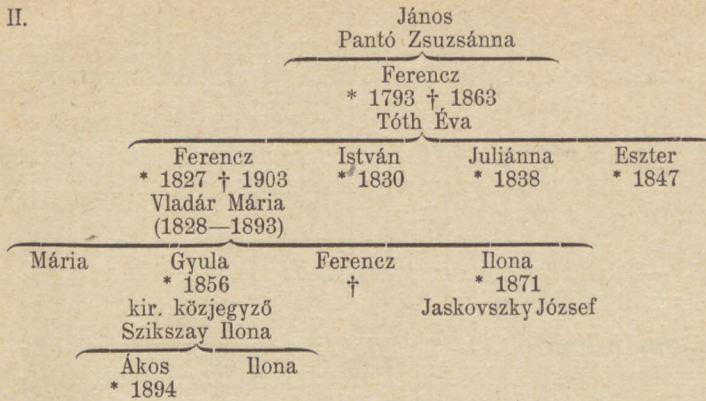 II.
János
Pantó Zsuzsánna
Ferencz
* 1793 † 1863
Tóth Éva
Ferencz István Juliánna Eszter
* 1827 † 1903 * 1830 * 1838 * 1847
Vladár Mária
(1828—1893)
Mária Gyula Ferencz Ilona
* 1856 † * 1871
kir. közjegyző Jaskovszky József
Szikszay Ilona
Ákos Ilona
* 1894